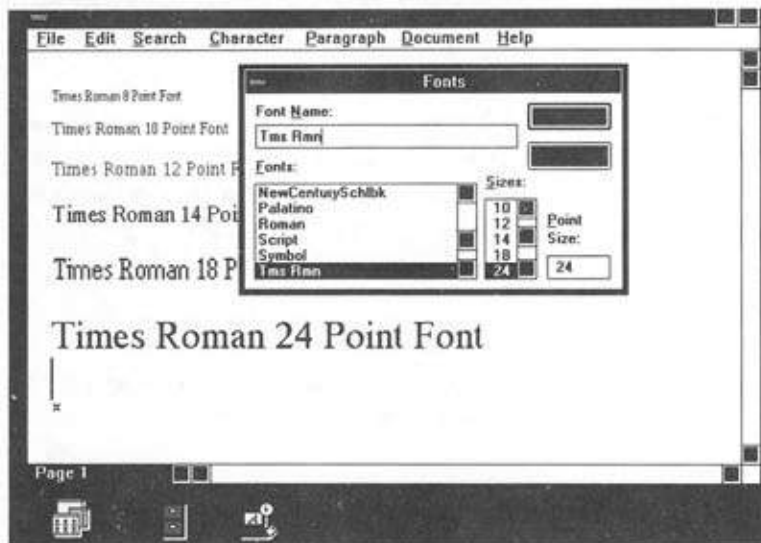 File Edit Search Character Paragraph Document Help
Times Roman 8 Point Font
Times Roman 10 Point Font
Times Roman 12 Point F
Times Roman 14 Poi
Times Roman 18 P
Times Roman 24 Point Font
Fonts
Font Name:
Tms Rmn
Fonts:
NewCentusySchlbk
Palatino
Roman
Script
Symbol
Tms Rmn
Sizes:
10
12
14
18
24
Point
Size:
24
Page 1